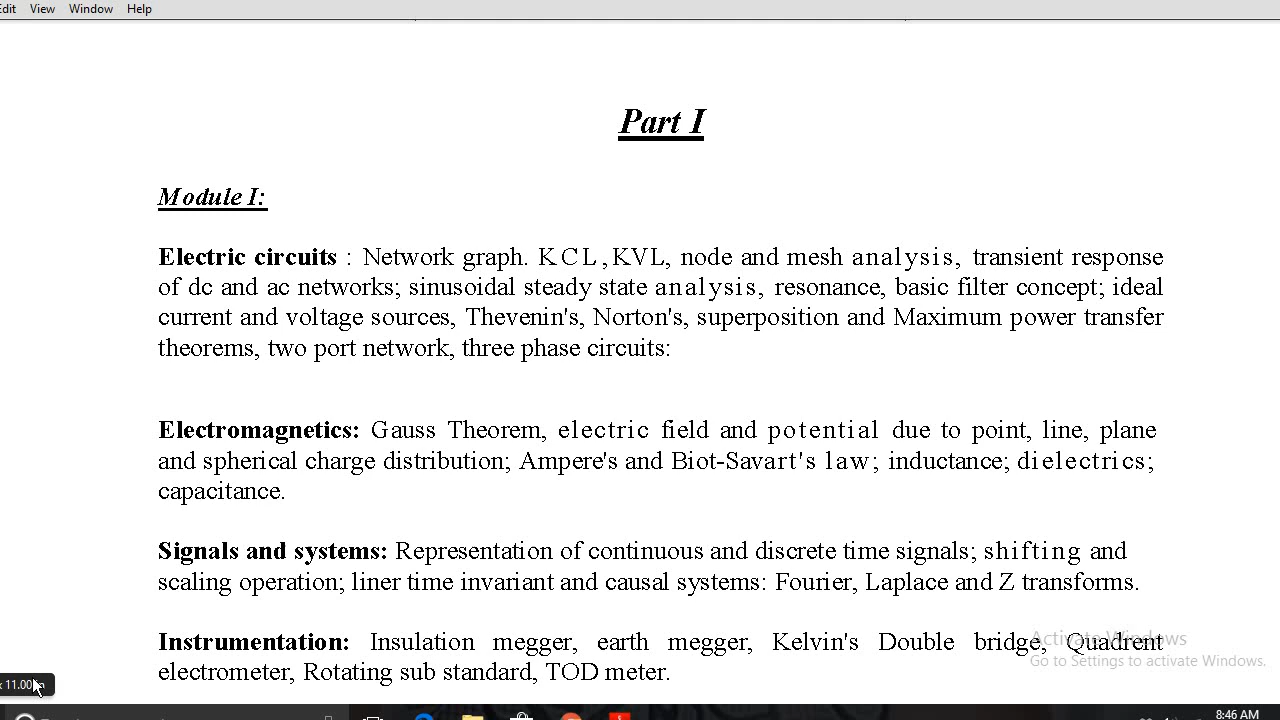 Edit View Window Help
Part I
Module I:
Electric circuits : Network graph. KCL, KVL, node and mesh analysis, transient response
of dc and ac networks; sinusoidal steady state analysis, resonance, basic filter concept; ideal
current and voltage sources, Thevenin's, Norton's, superposition and Maximum power transfer
theorems, two port network, three phase circuits:
Electromagnetics: Gauss Theorem, electric field and potential due to point, line, plane
and spherical charge distribution; Ampere's and Biot-Savart's law; inductance; dielectrics;
capacitance.
Signals and systems: Representation of continuous and discrete time signals; shifting and
scaling operation; liner time invariant and causal systems: Fourier, Laplace and Z transforms.
Instrumentation: Insulation megger, earth megger, Kelvin's Double bridge, Quadrent
electrometer, Rotating sub standard, TOD meter.
Activate Windows
Go to Settings to activate Windows.
x 11.00
8:46 AM